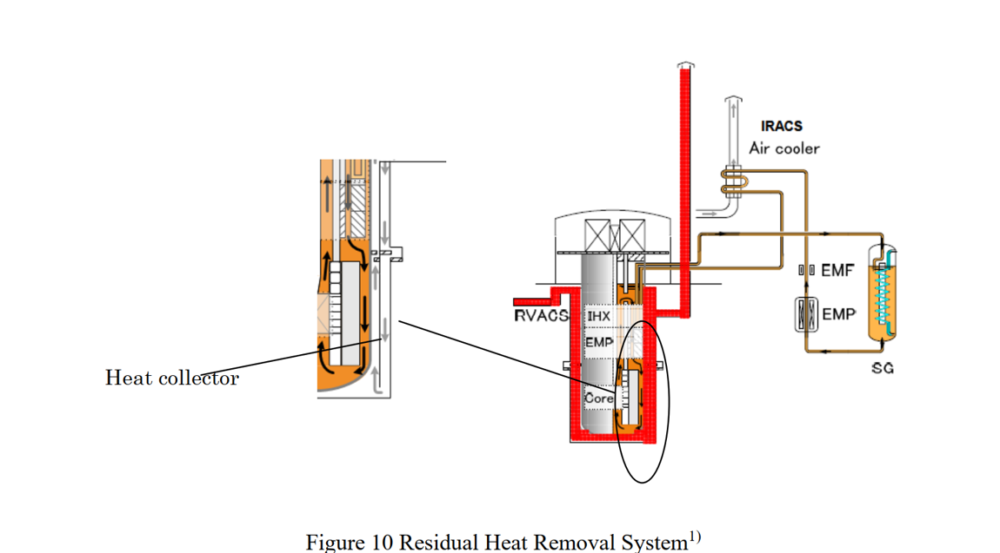 IRACS
Air cooler
EMF
RVACS
IHX
EMP
EMP
SG
Heat collector
Core
Figure 10 Residual Heat Removal System1)